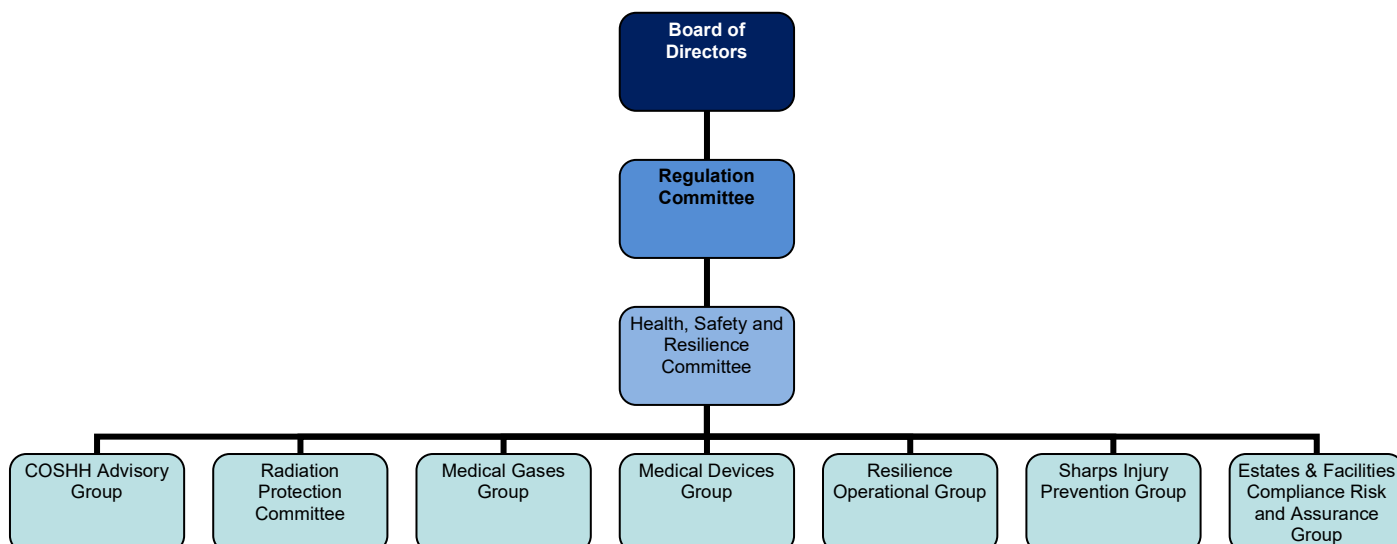 Board of
Directors
Regulation
Committee
Health, Safety and
Resilience
Committee
COSHH Advisory
Group
Radiation
Protection
Committee
Medical Gases
Group
Medical Devices
Group
Resilience
Operational Group
Sharps Injury
Prevention Group
Estates & Facilities
Compliance Risk
and Assurance
Group